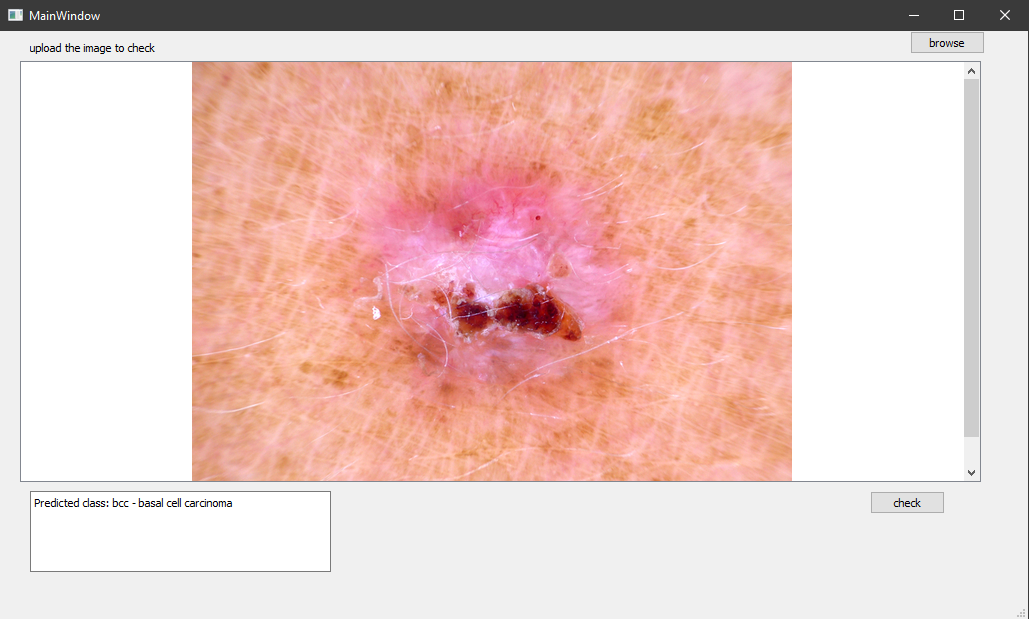 MainWindow
upload the image to check
browse
Predicted class: bcc - basal cell carcinoma
check